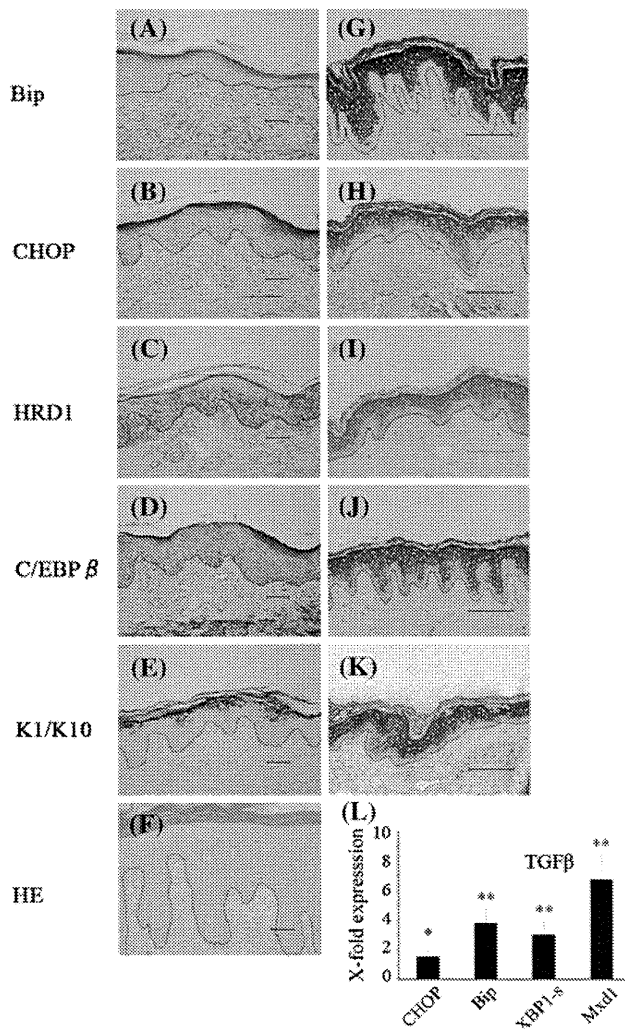 (A)
(G)
Bip
(B)
(H)
CHOP
(C)
(I)
HRD1
(D)
(J)
C/EBP β
(E)
(K)
K1/K10
(F)
HE
(L)
X-fold expresssion
10
8
6
4
2
0
TGFβ
*
**
**
**
CHOP
Bip
XBP1-s
Mxd1